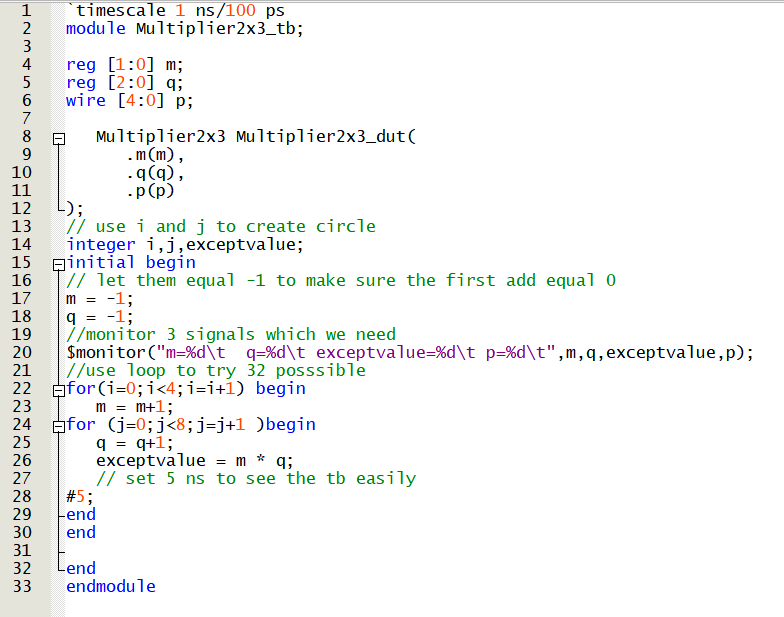 1 `timescale 1 ns/100 ps
2 module Multiplier2x3_tb;
3
4 reg [1:0] m;
5 reg [2:0] q;
6 wire [4:0] p;
7
8 Multiplier2x3 Multiplier2x3_dut(
9 .m(m),
10 .q(q),
11 .p(p)
12 );
13 // use i and j to create circle
14 integer i,j,exceptvalue;
15 initial begin
16 // let them equal -1 to make sure the first add equal 0
17 m = -1;
18 q = -1;
19 //monitor 3 signals which we need
20 $monitor("m=%d\t  q=%d\t exceptvalue=%d\t p=%d\t",m,q,exceptvalue,p);
21 //use loop to try 32 posssible
22 for(i=0;i<4;i=i+1) begin
23 m = m+1;
24 for (j=0;j<8;j=j+1 )begin
25 q = q+1;
26 exceptvalue = m * q;
27 // set 5 ns to see the tb easily
28 #5;
29 end
30 end
31
32 end
33 endmodule